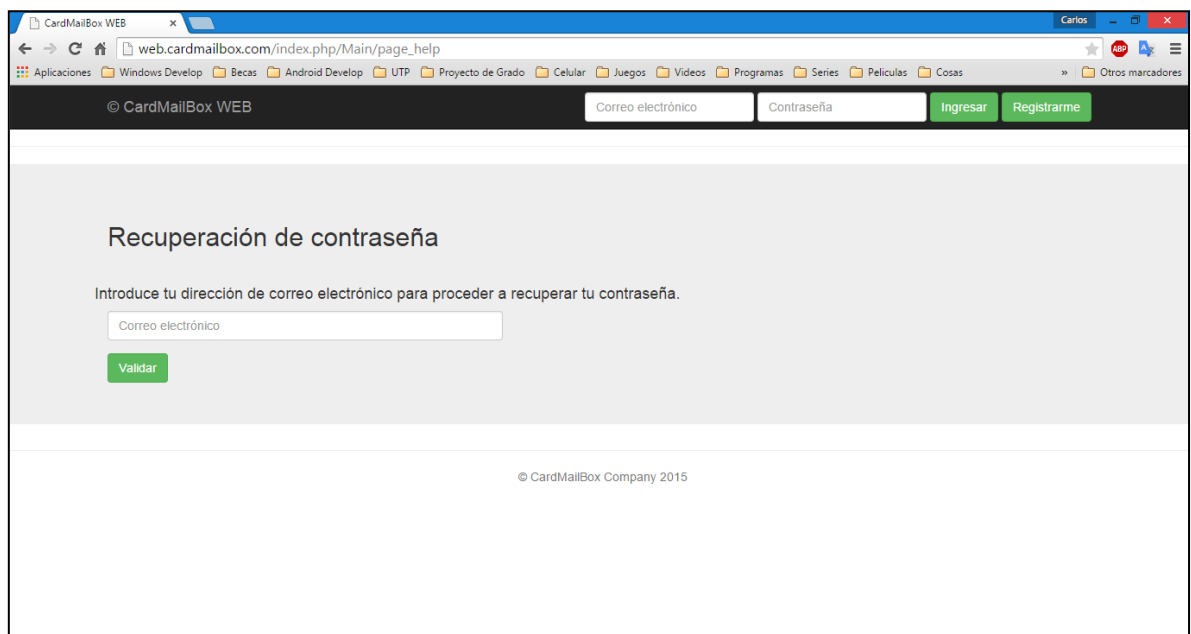 CardMailBox WEB
Carlos
web.cardmailbox.com/index.php/Main/page_help
ABP
Aplicaciones Windows Develop Becas Android Develop UTP Proyecto de Grado Celular Juegos Videos Programas Series Peliculas Cosas » Otros marcadores
© CardMailBox WEB Correo electrónico Contraseña Ingresar Registrarme
Recuperación de contraseña
Introduce tu dirección de correo electrónico para proceder a recuperar tu contraseña.
Correo electrónico
Validar
© CardMailBox Company 2015